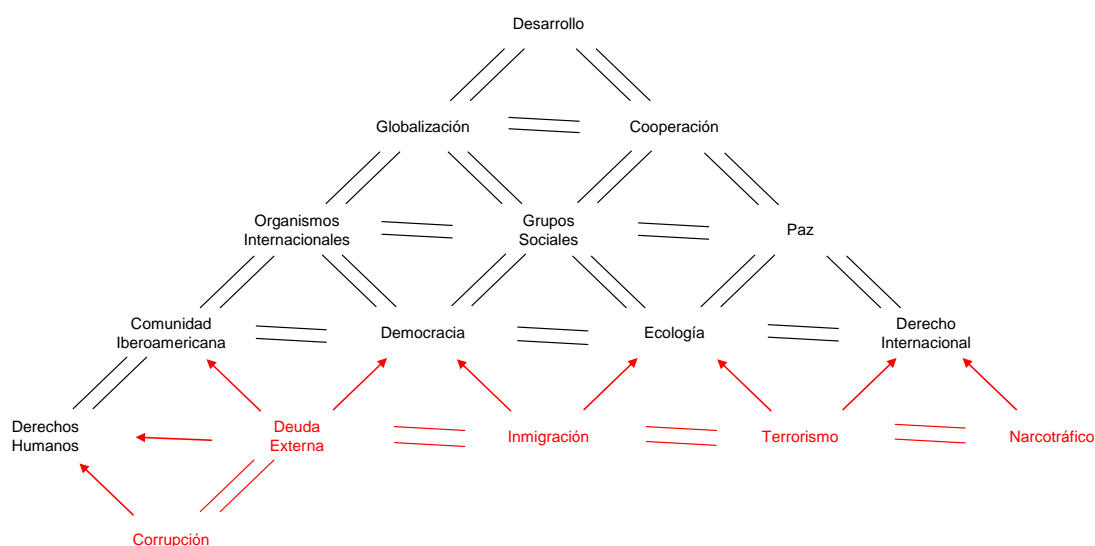 Desarrollo
Globalización
Cooperación
Organismos
Internacionales
Grupos
Sociales
Paz
Comunidad
Iberoamericana
Democracia
Ecología
Derecho
Internacional
Derechos
Humanos
Deuda
Externa
Inmigración
Terrorismo
Narcotráfico
Corrupción